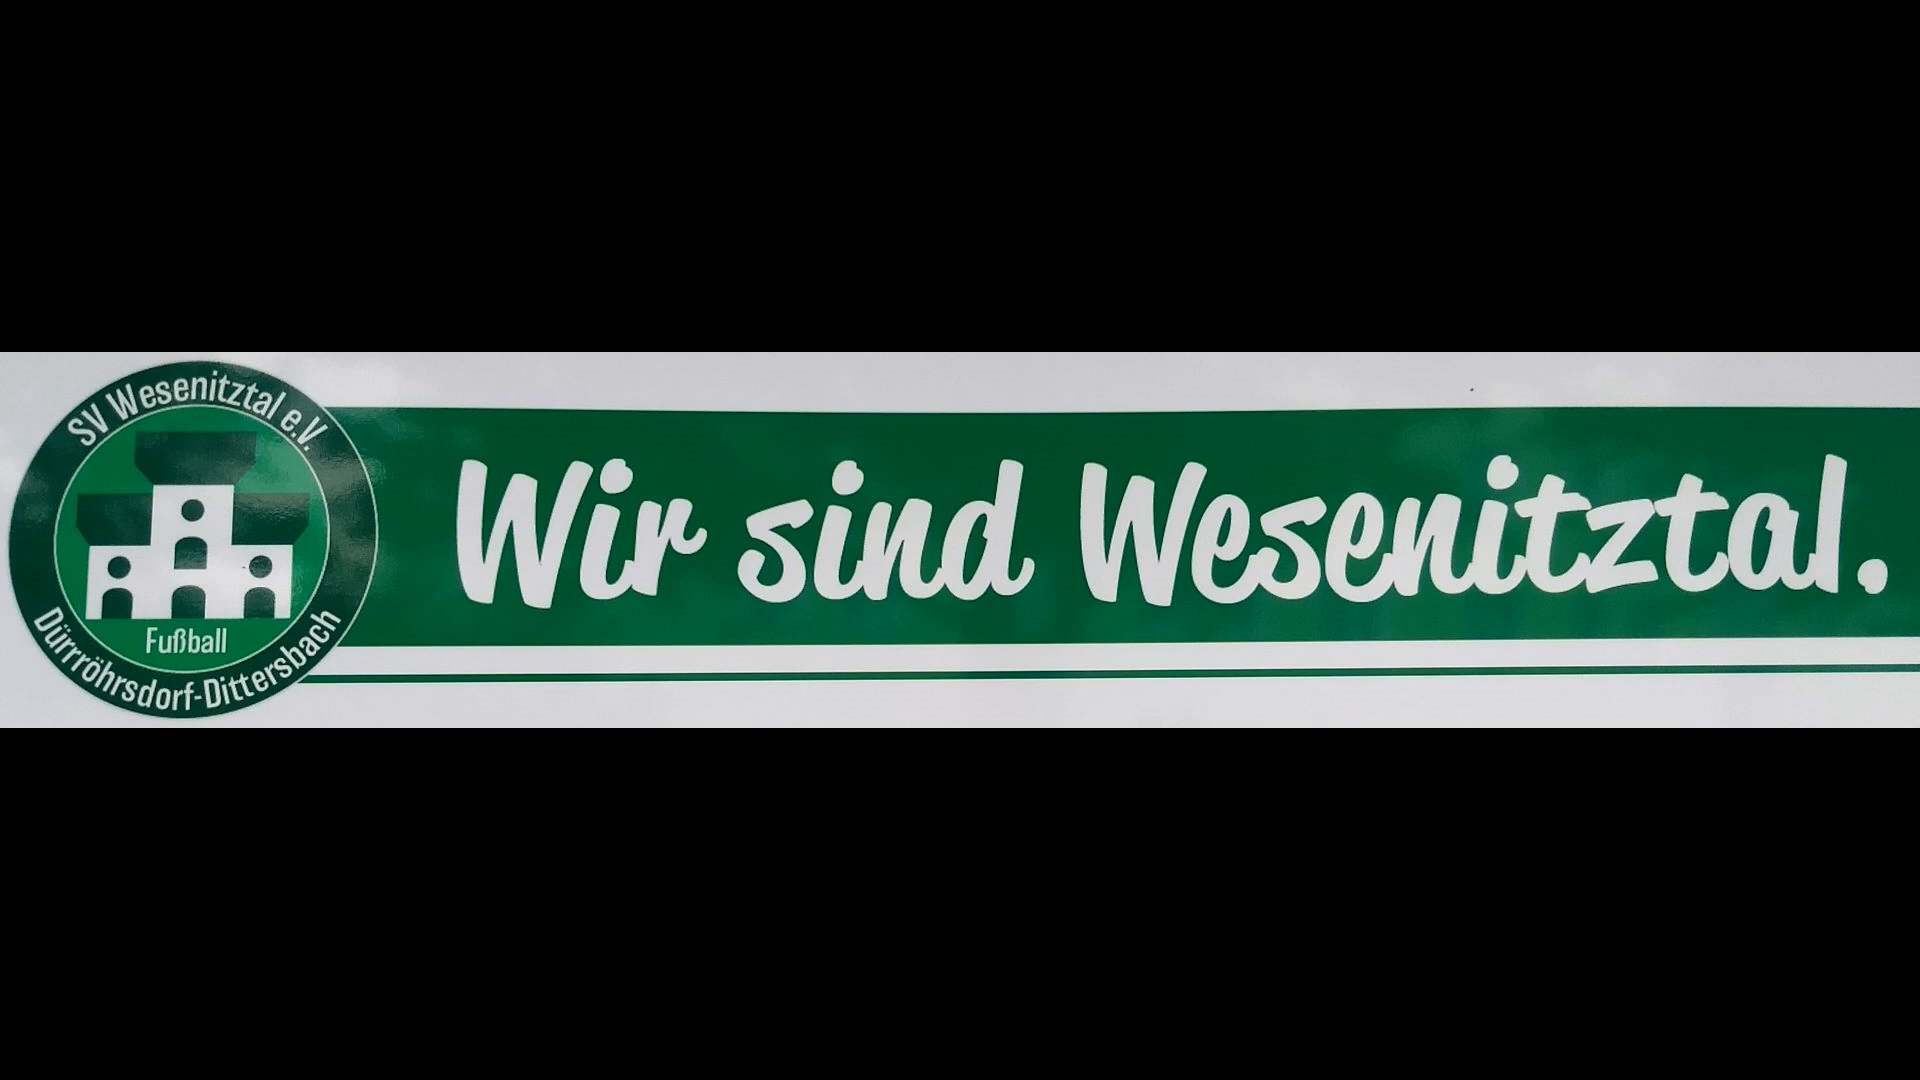 SV Wesenitztal e.V.
Fußball
Dürrröhrsdorf-Dittersbach
Wir sind Wesenitztal.